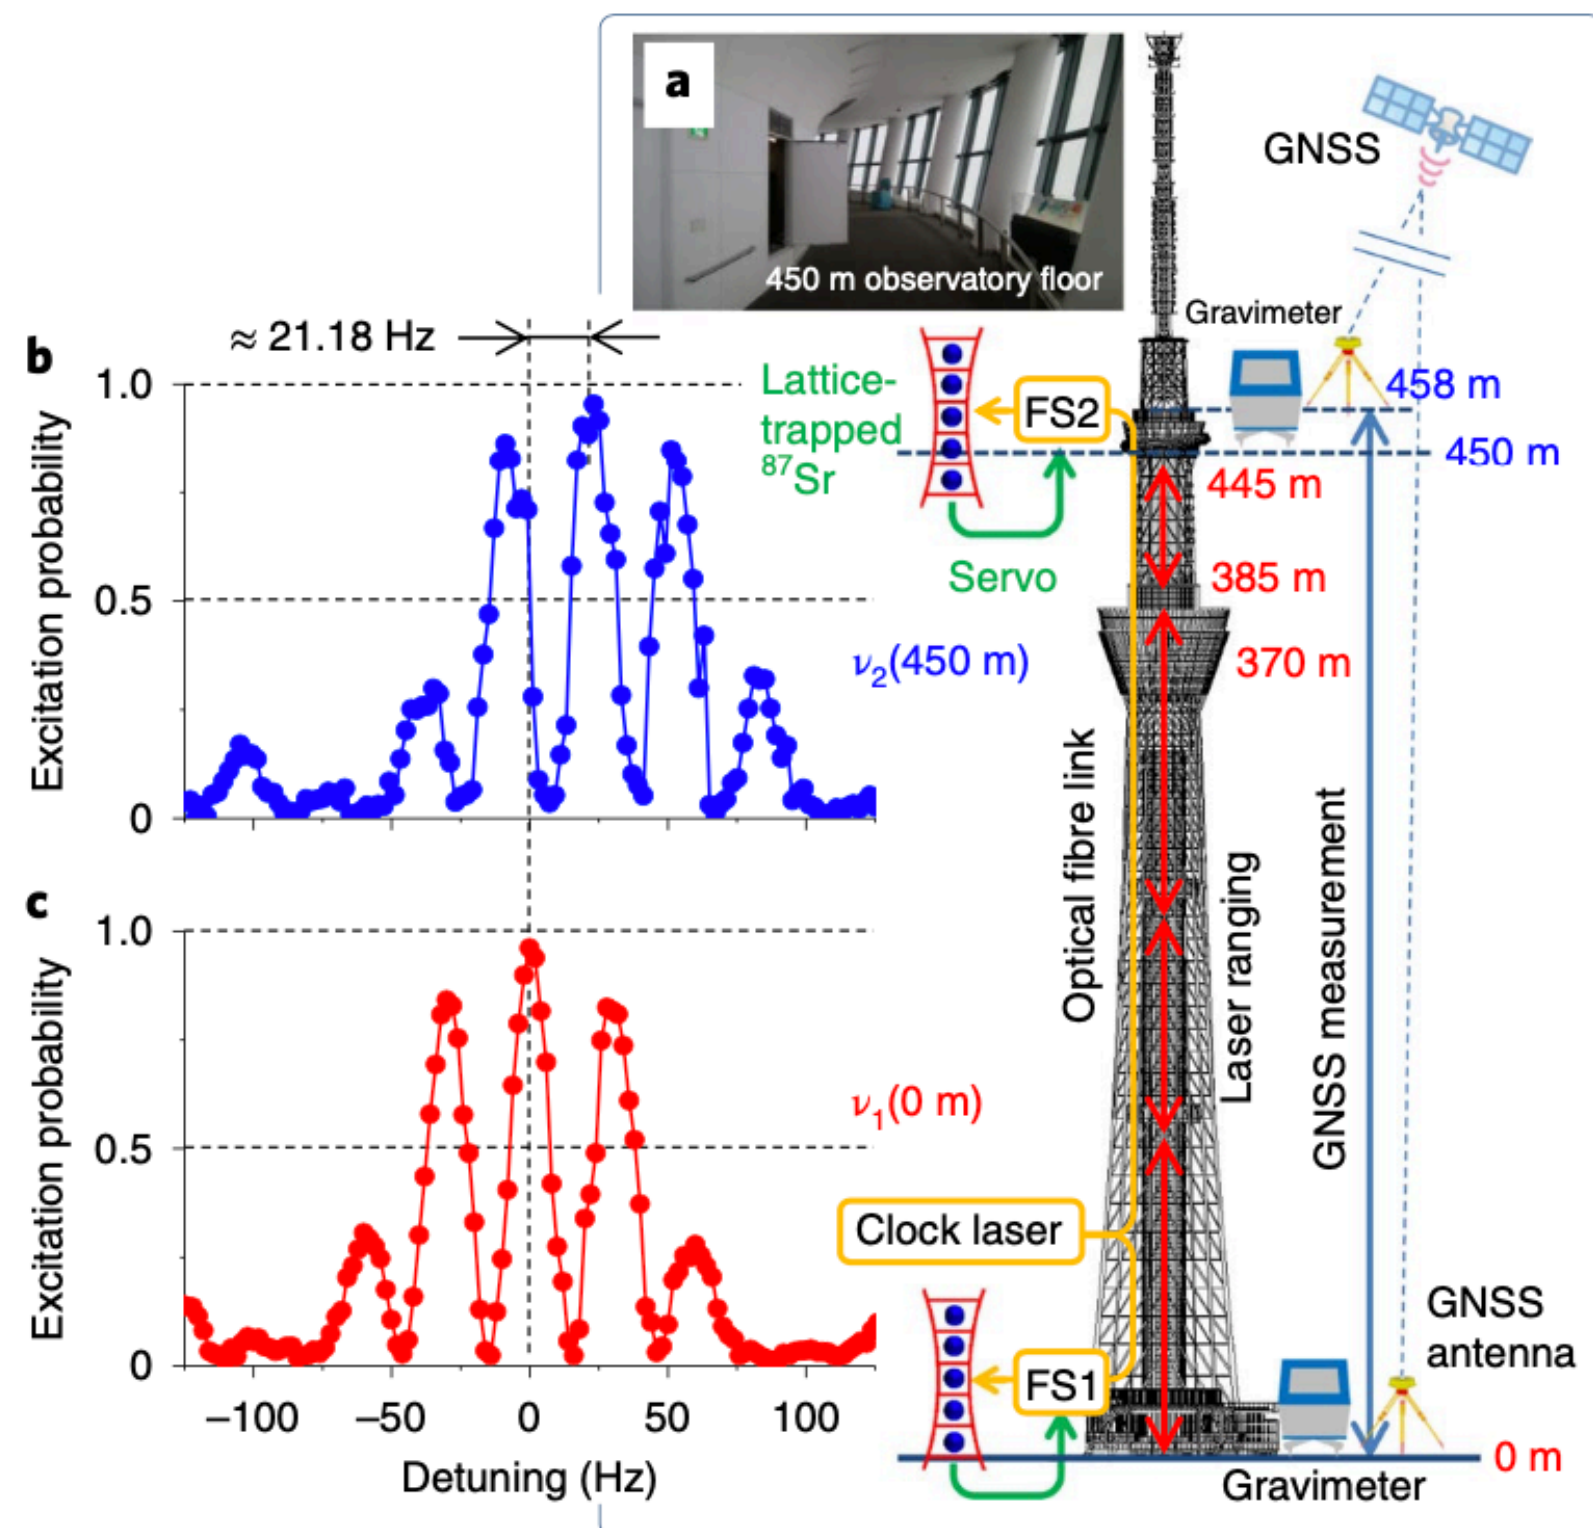 a
450 m observatory floor
GNSS
Gravimeter
b
≈ 21.18 Hz
1.0
0.5
0
Excitation probability
Lattice-
trapped
⁸⁷Sr
FS2
Servo
458 m
450 m
445 m
385 m
370 m
ν₂(450 m)
Optical fibre link
Laser ranging
GNSS measurement
c
1.0
0.5
0
Excitation probability
ν₁(0 m)
Clock laser
FS1
GNSS
antenna
0 m
Gravimeter
−100 −50 0 50 100
Detuning (Hz)